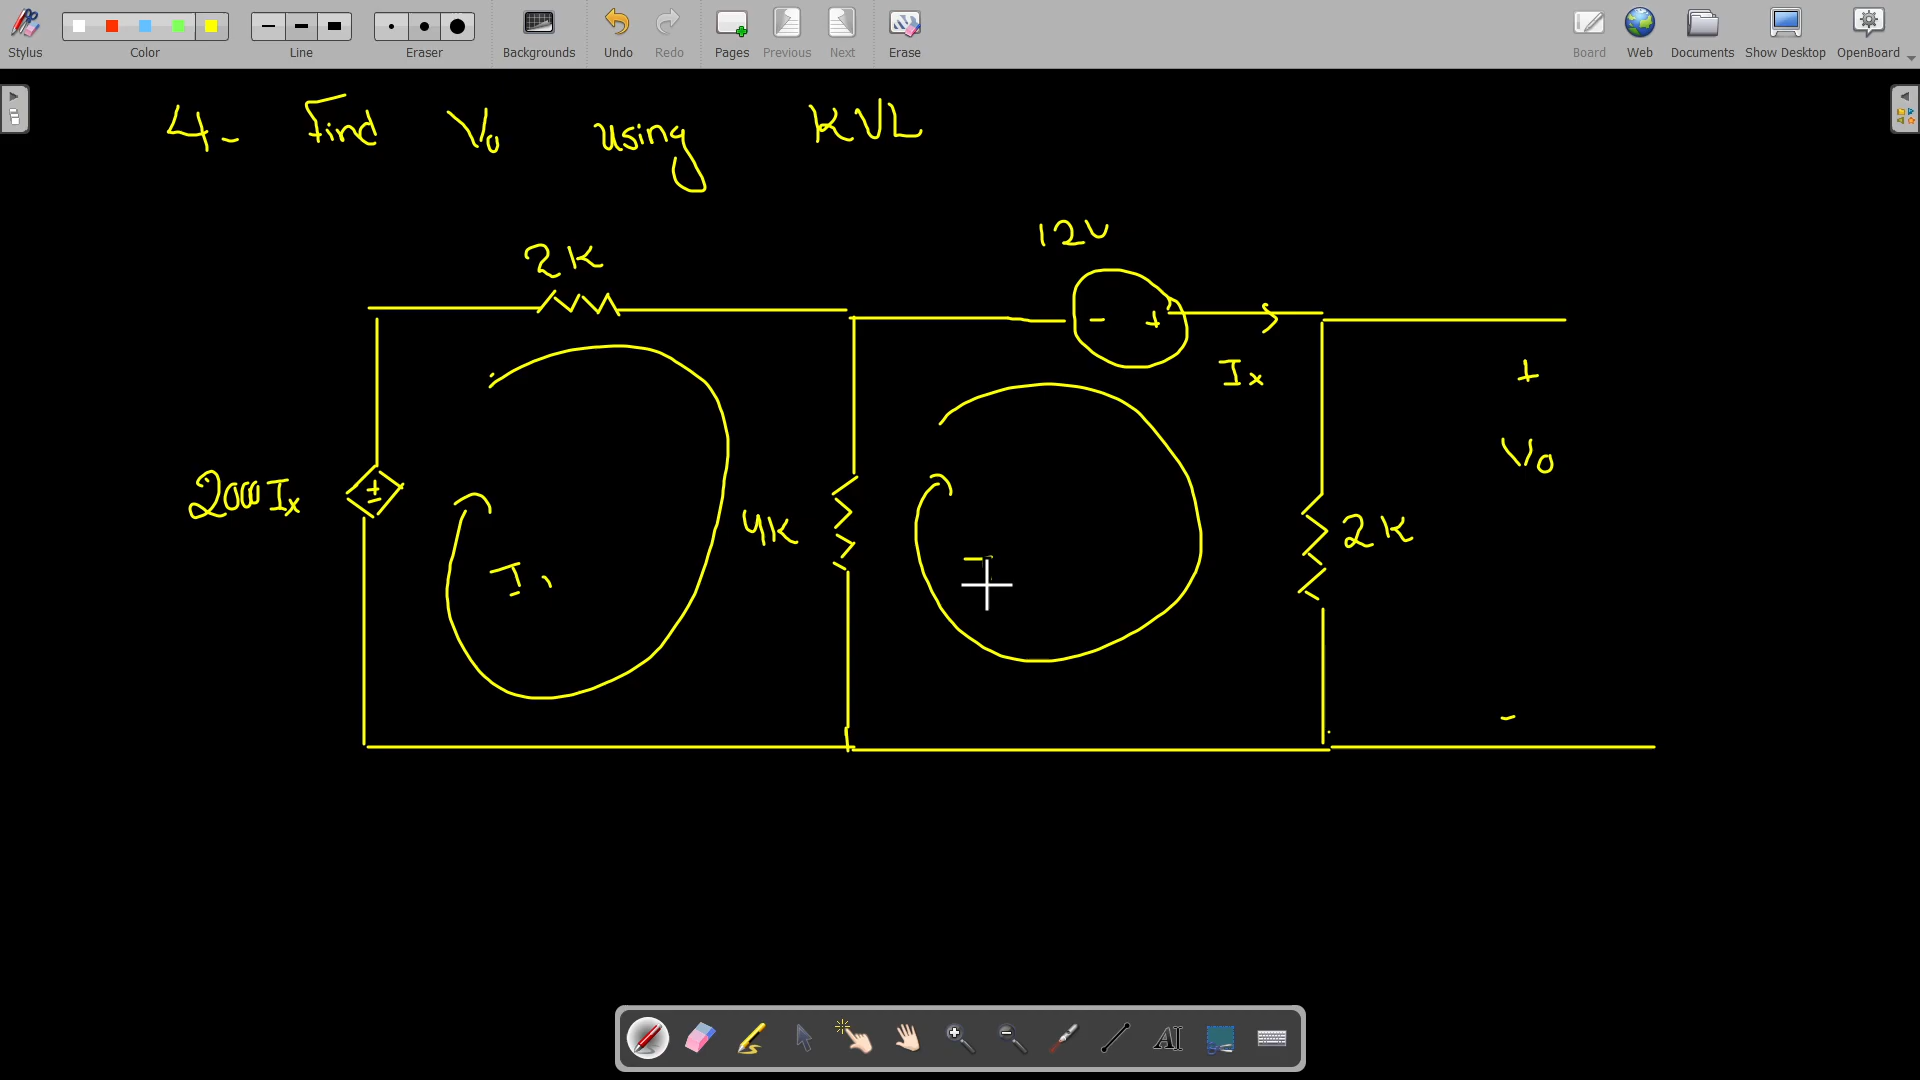 Stylus Color Line Eraser Backgrounds Undo Redo Pages Previous Next Erase Board Web Documents Show Desktop OpenBoard
4- Find Vo using KVL
12V
2K
- +
Ix
+
Vo
2000Ix
±
4K
2K
I,
-
AI